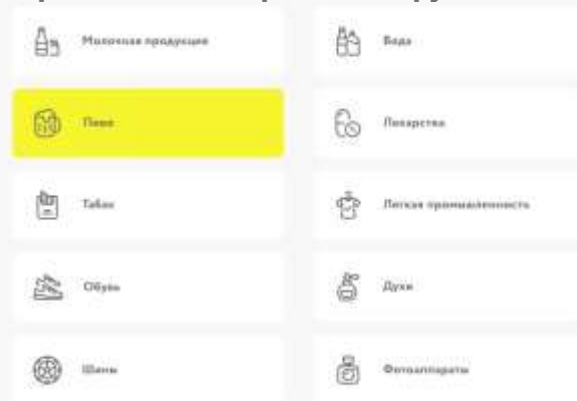 Молочная продукция
Вода
Пиво
Лекарства
Табак
Легкая промышленность
Обувь
Духи
Шины
Фотоаппараты